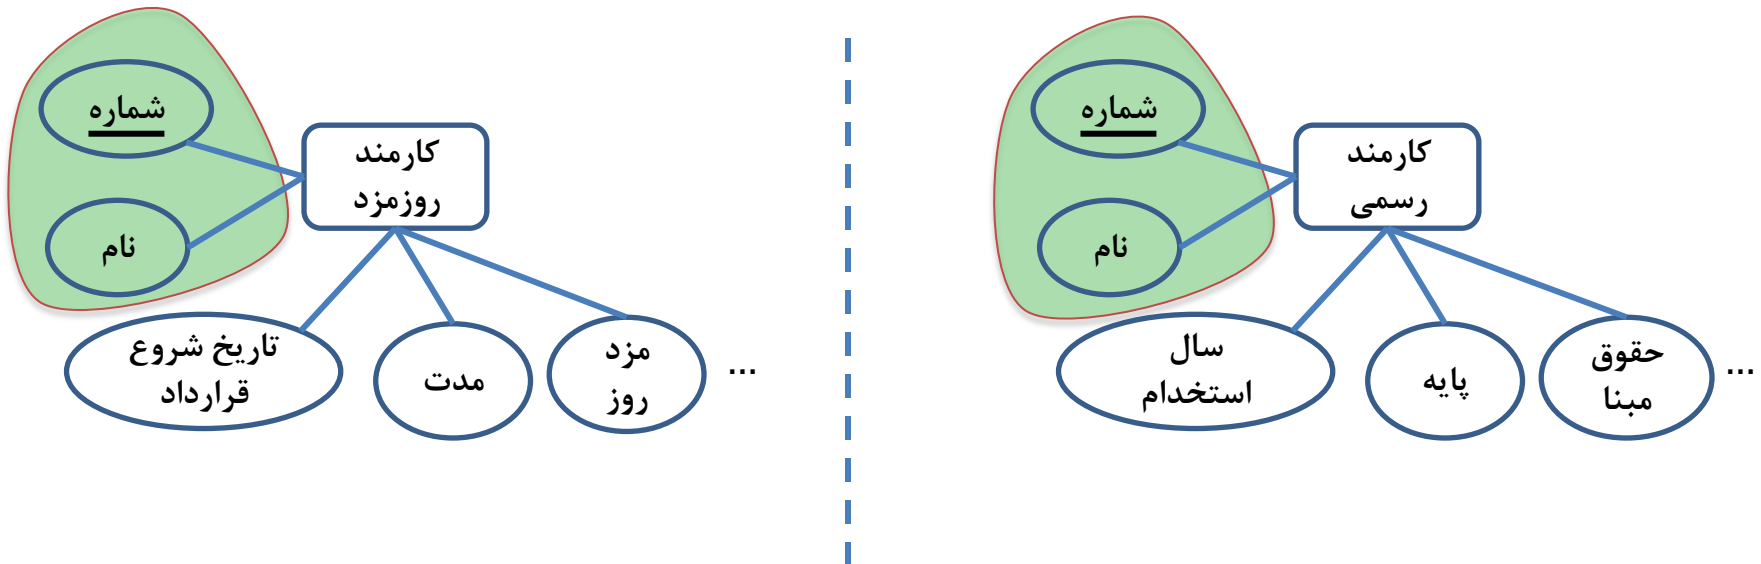 شماره
کارمند
روزمزد
نام
تاریخ شروع
قرارداد
مدت
مزد
روز
...
شماره
کارمند
رسمی
نام
سال
استخدام
پایه
حقوق
مبنا
...